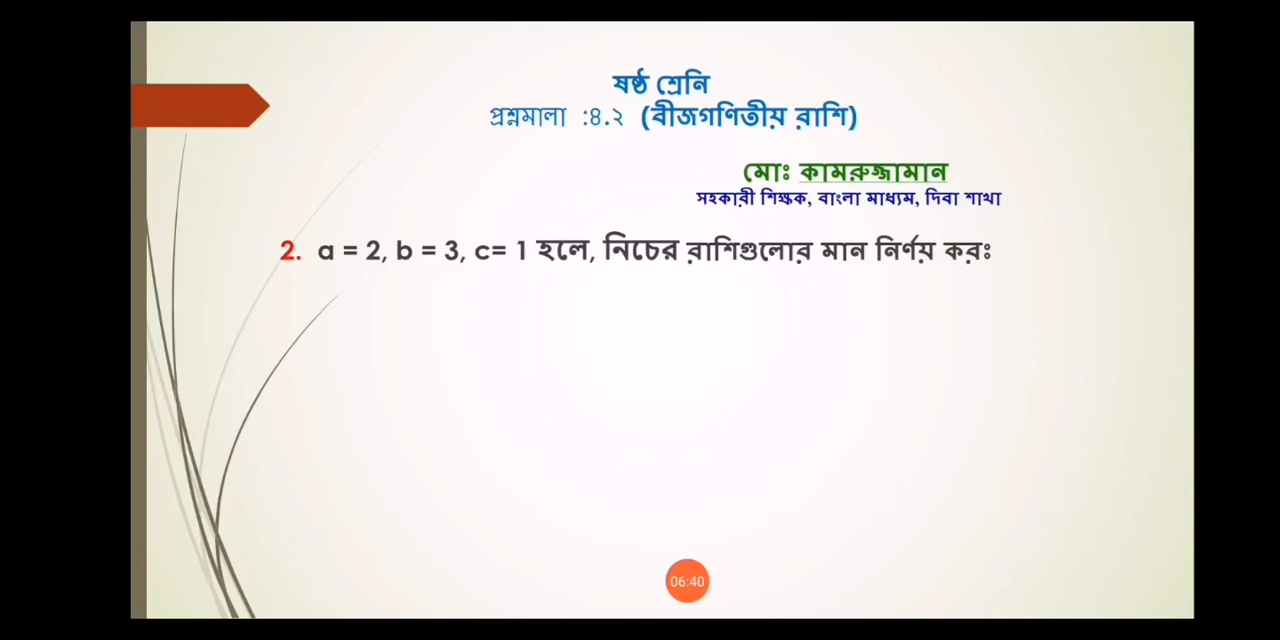 ষষ্ঠ শ্রেনি
প্রশ্নমালা :৪.২ (বীজগণিতীয় রাশি)
মোঃ কামরুজ্জামান
সহকারী শিক্ষক, বাংলা মাধ্যম, দিবা শাখা
2. a = 2, b = 3, c= 1 হলে, নিচের রাশিগুলোর মান নির্ণয় করঃ
06:40